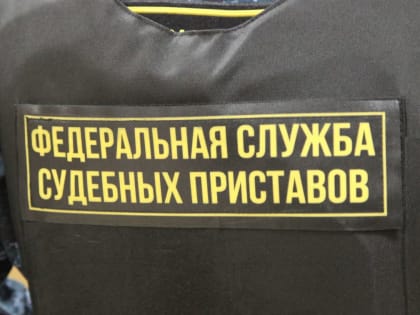 ФЕДЕРАЛЬНАЯ СЛУЖБА
СУДЕБНЫХ ПРИСТАВОВ